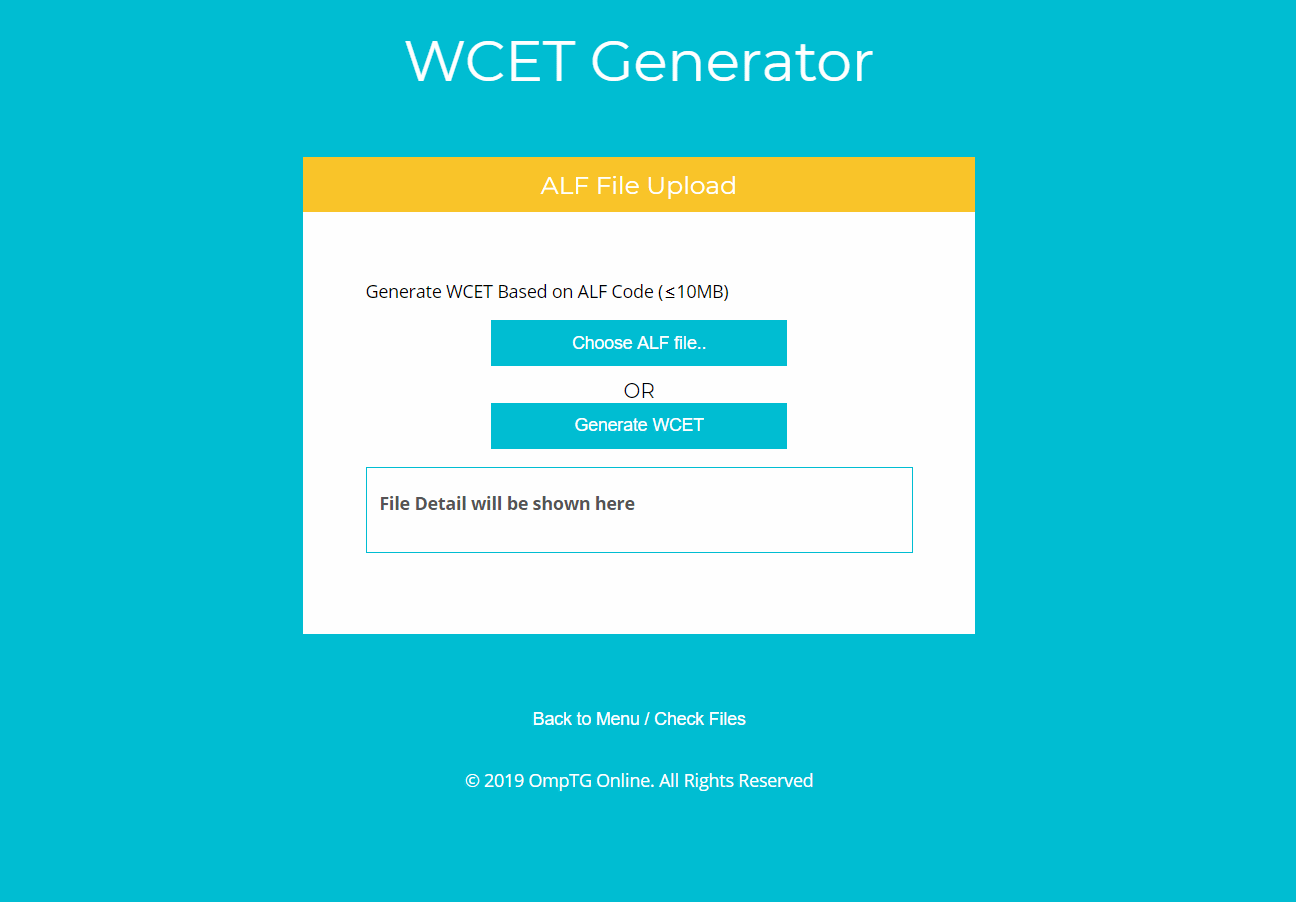 WCET Generator
ALF File Upload
Generate WCET Based on ALF Code (≤10MB)
Choose ALF file..
OR
Generate WCET
File Detail will be shown here
Back to Menu / Check Files
© 2019 OmpTG Online. All Rights Reserved